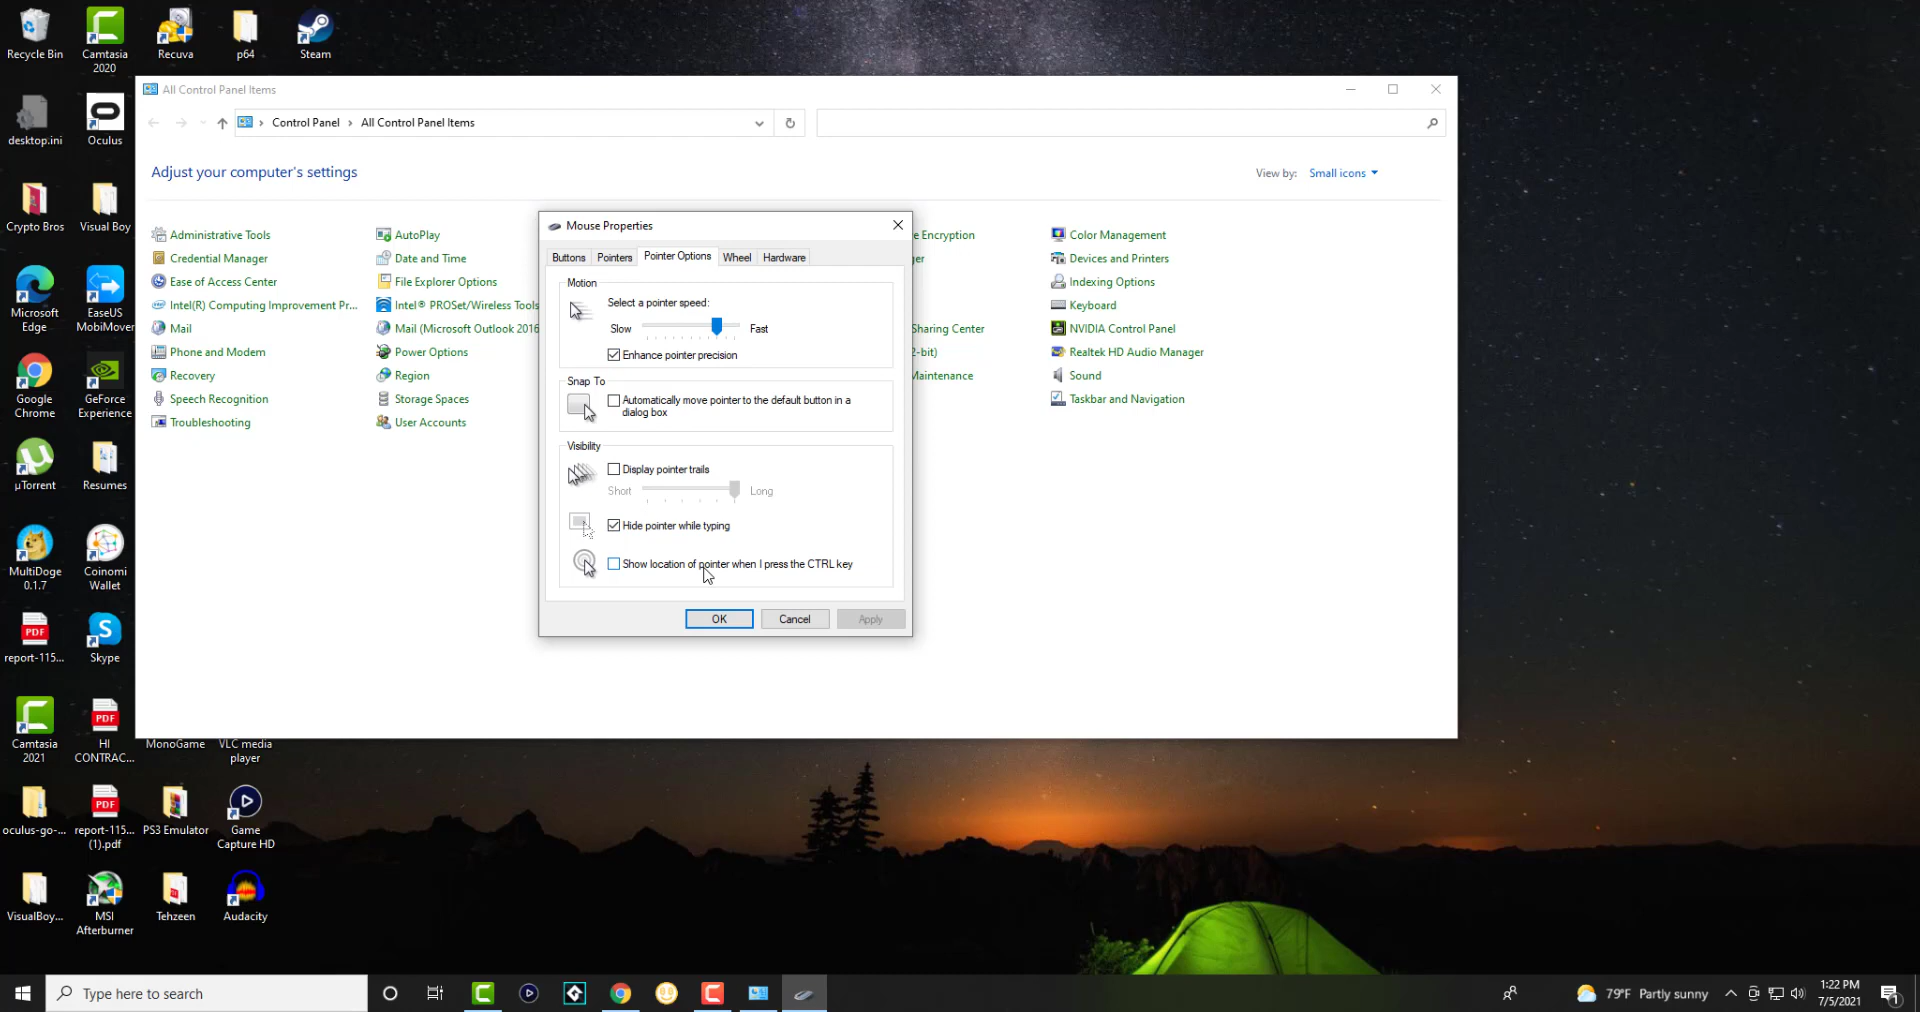 Recycle Bin
Camtasia
2020
Recuva
p64
Steam
desktop.ini
Oculus
Crypto Bros
Visual Boy
Microsoft
Edge
EaseUS
MobiMover
Google
Chrome
GeForce
Experience
µTorrent
Resumes
MultiDoge
0.1.7
Coinomi
Wallet
PDF
report-115...
Skype
Camtasia
2021
PDF
HI
CONTRAC...
MonoGame
VLC media
player
oculus-go-...
PDF
report-115...
(1).pdf
PS3 Emulator
Game
Capture HD
VisualBoy...
MSI
Afterburner
Tehzeen
Audacity
All Control Panel Items
Control Panel > All Control Panel Items
Adjust your computer's settings
View by: Small icons
Administrative Tools
Credential Manager
Ease of Access Center
Intel(R) Computing Improvement Pr...
Mail
Phone and Modem
Recovery
Speech Recognition
Troubleshooting
AutoPlay
Date and Time
File Explorer Options
Intel® PROSet/Wireless Tools
Mail (Microsoft Outlook 2016
Power Options
Region
Storage Spaces
User Accounts
e Encryption
ger
Sharing Center
2-bit)
Maintenance
Color Management
Devices and Printers
Indexing Options
Keyboard
NVIDIA Control Panel
Realtek HD Audio Manager
Sound
Taskbar and Navigation
Mouse Properties
Buttons Pointers Pointer Options Wheel Hardware
Motion
Select a pointer speed:
Slow Fast
Enhance pointer precision
Snap To
Automatically move pointer to the default button in a
dialog box
Visibility
Display pointer trails
Short Long
Hide pointer while typing
Show location of pointer when I press the CTRL key
OK Cancel Apply
Type here to search
79°F Partly sunny
1:22 PM
7/5/2021
1